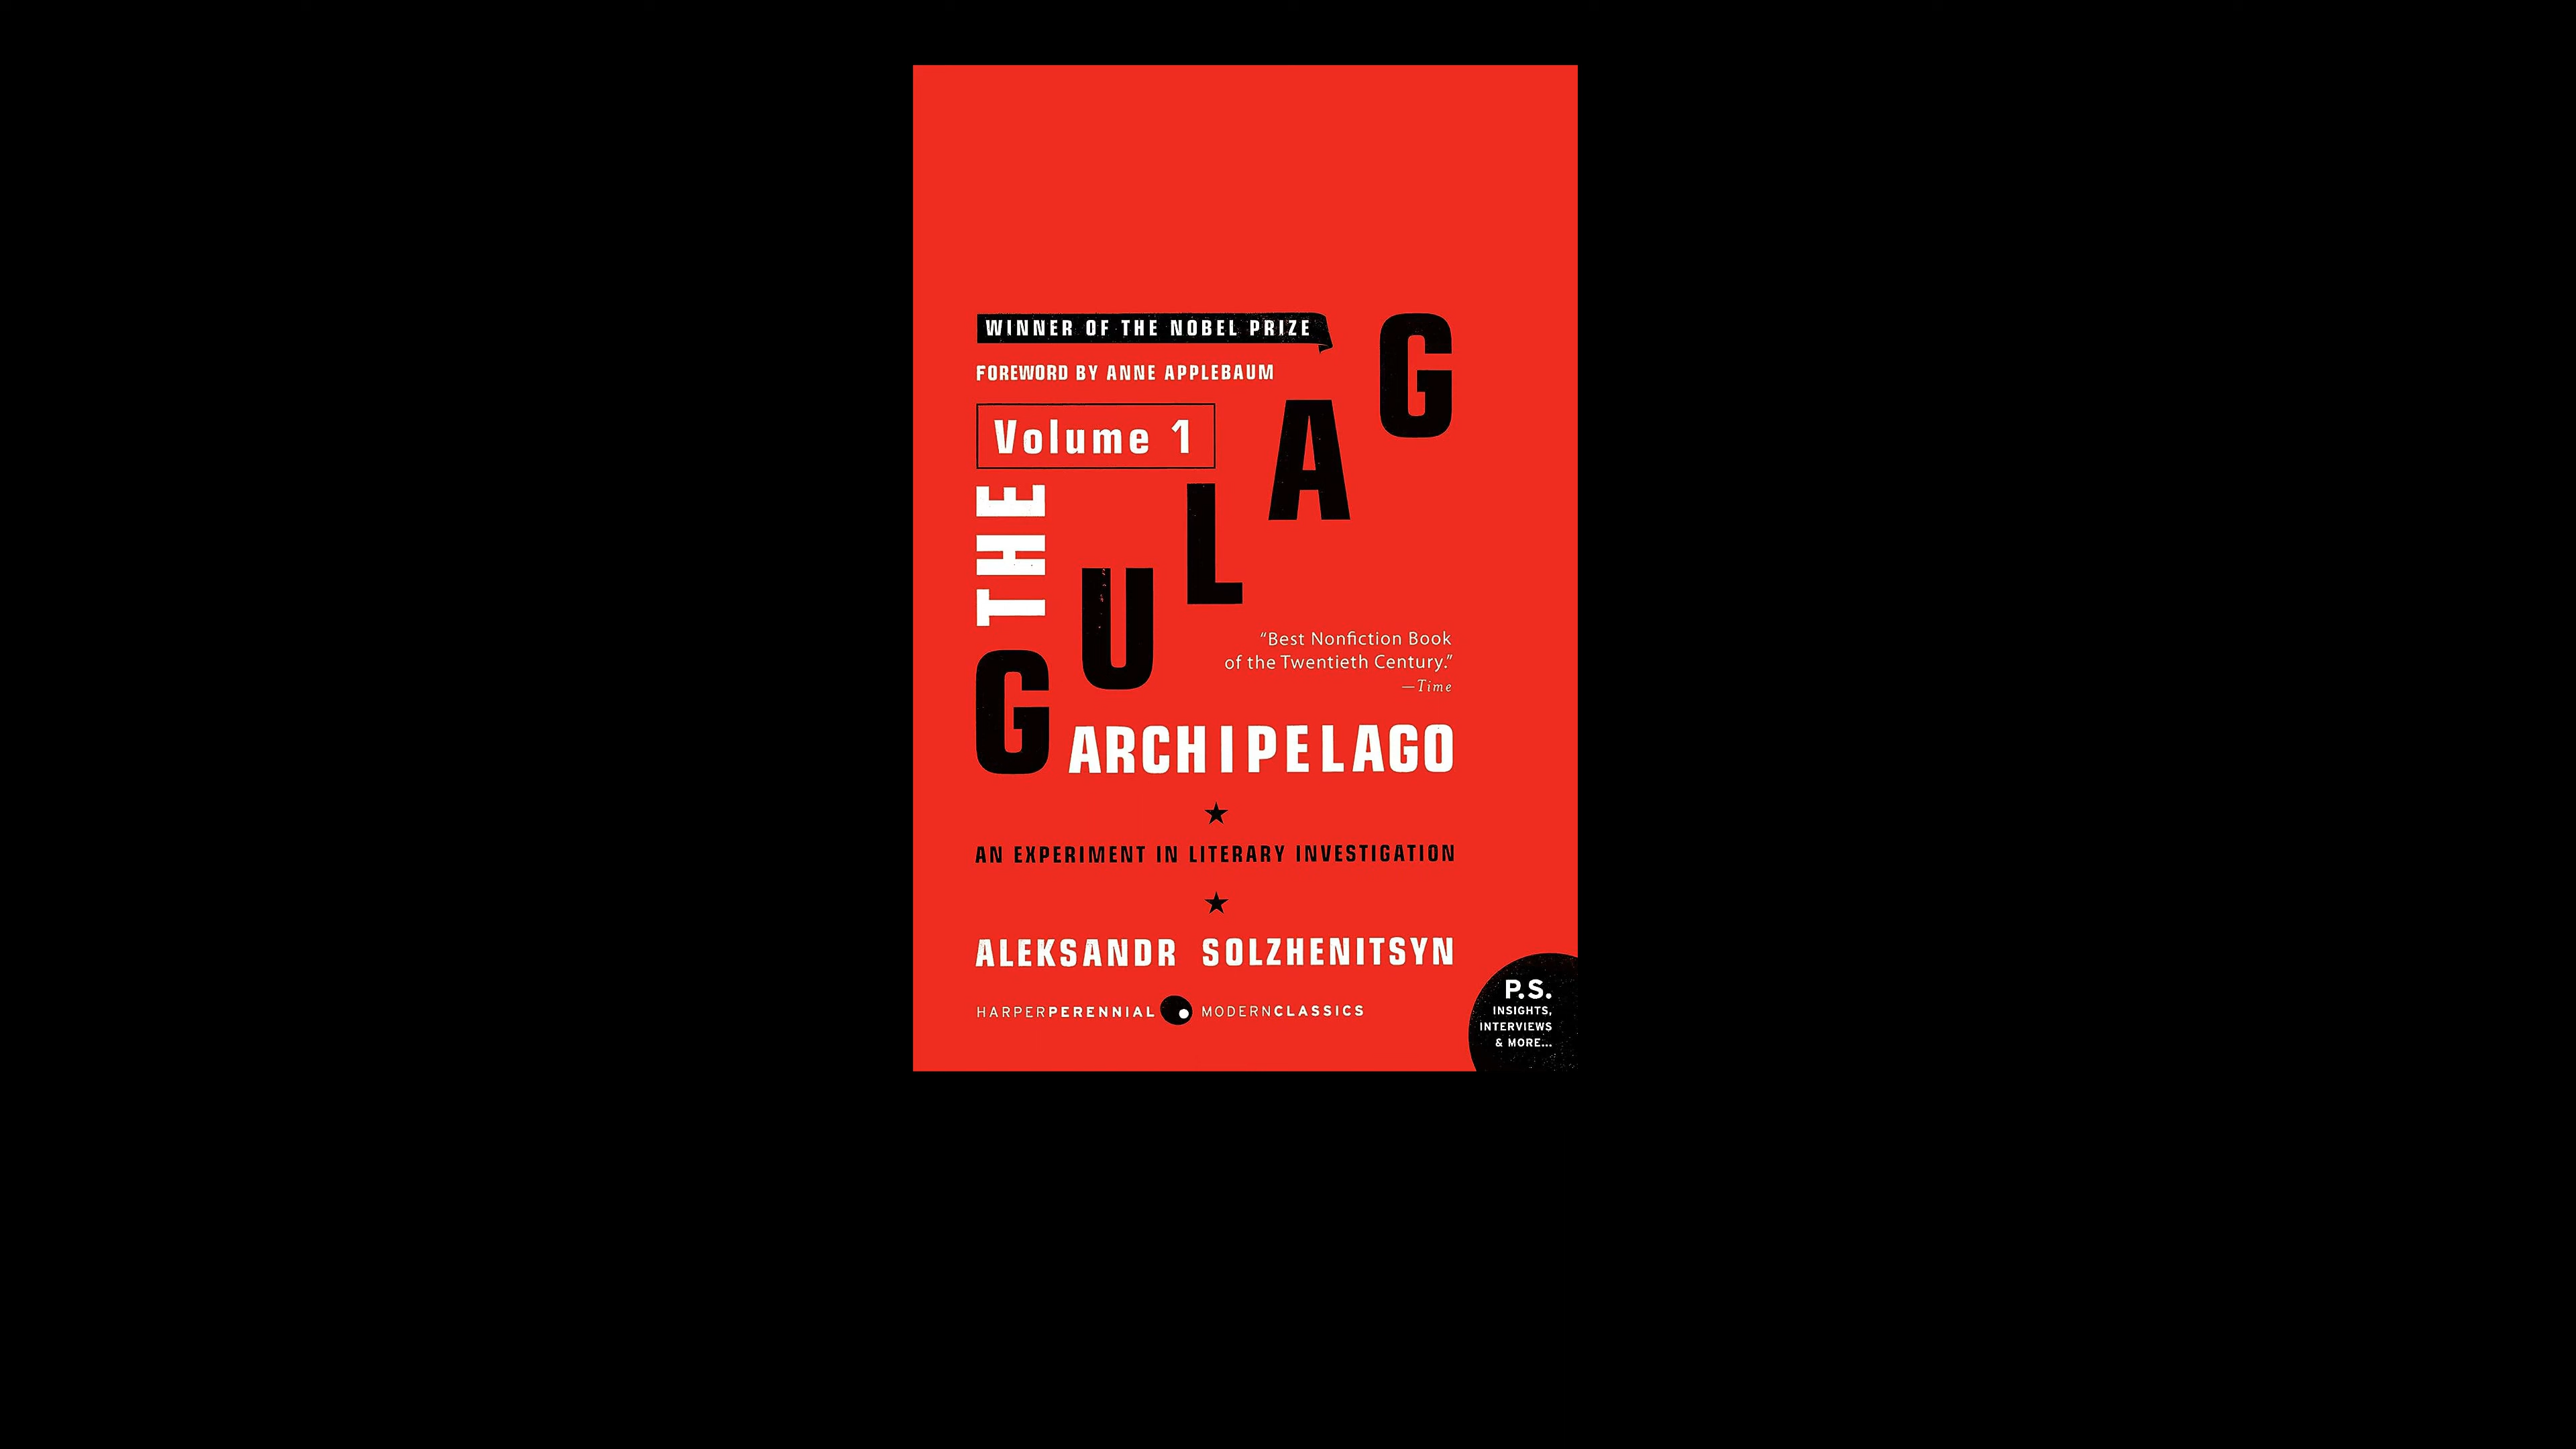 WINNER OF THE NOBEL PRIZE
FOREWORD BY ANNE APPLEBAUM
Volume 1
THE
GULAG
"Best Nonfiction Book
of the Twentieth Century."
—Time
ARCHIPELAGO
AN EXPERIMENT IN LITERARY INVESTIGATION
ALEKSANDR SOLZHENITSYN
HARPERPERENNIAL MODERNCLASSICS
P.S.
INSIGHTS,
INTERVIEWS
& MORE...